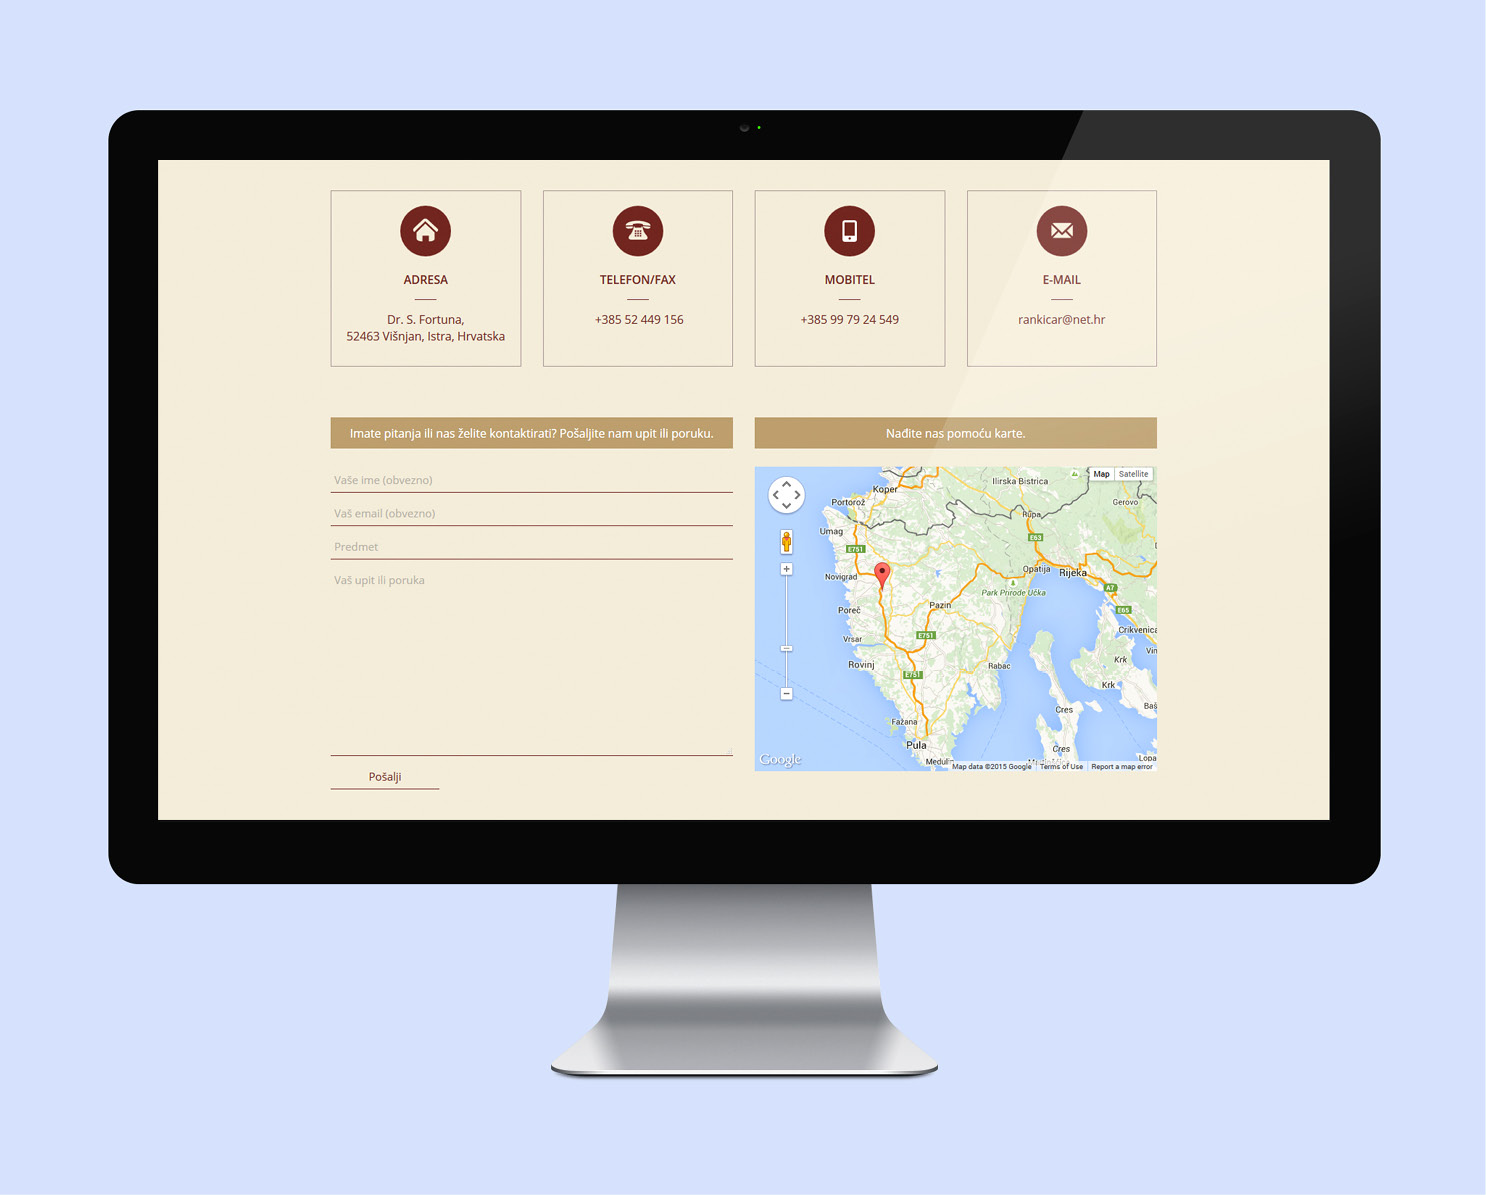 ADRESA
Dr. S. Fortuna,
52463 Višnjan, Istra, Hrvatska
TELEFON/FAX
+385 52 449 156
MOBITEL
+385 99 79 24 549
E-MAIL
rankicar@net.hr
Imate pitanja ili nas želite kontaktirati? Pošaljite nam upit ili poruku.
Vaše ime (obvezno)
Vaš email (obvezno)
Predmet
Vaš upit ili poruka
Pošalji
Nađite nas pomoću karte.
Map
Satellite
Koper
Ilirska Bistrica
Portorož
Gerovo
Rupa
Umag
E63
E751
Novigrad
Opatija
Rijeka
Park Prirode Učka
A7
Poreč
Pazin
E65
Crikvenica
Vrsar
E751
Rovinj
Rabac
Krk
E751
Krk
Cres
Baš
Fažana
Pula
Cres
Lopa
Medulin
Google
Map data ©2015 Google
Terms of Use
Report a map error